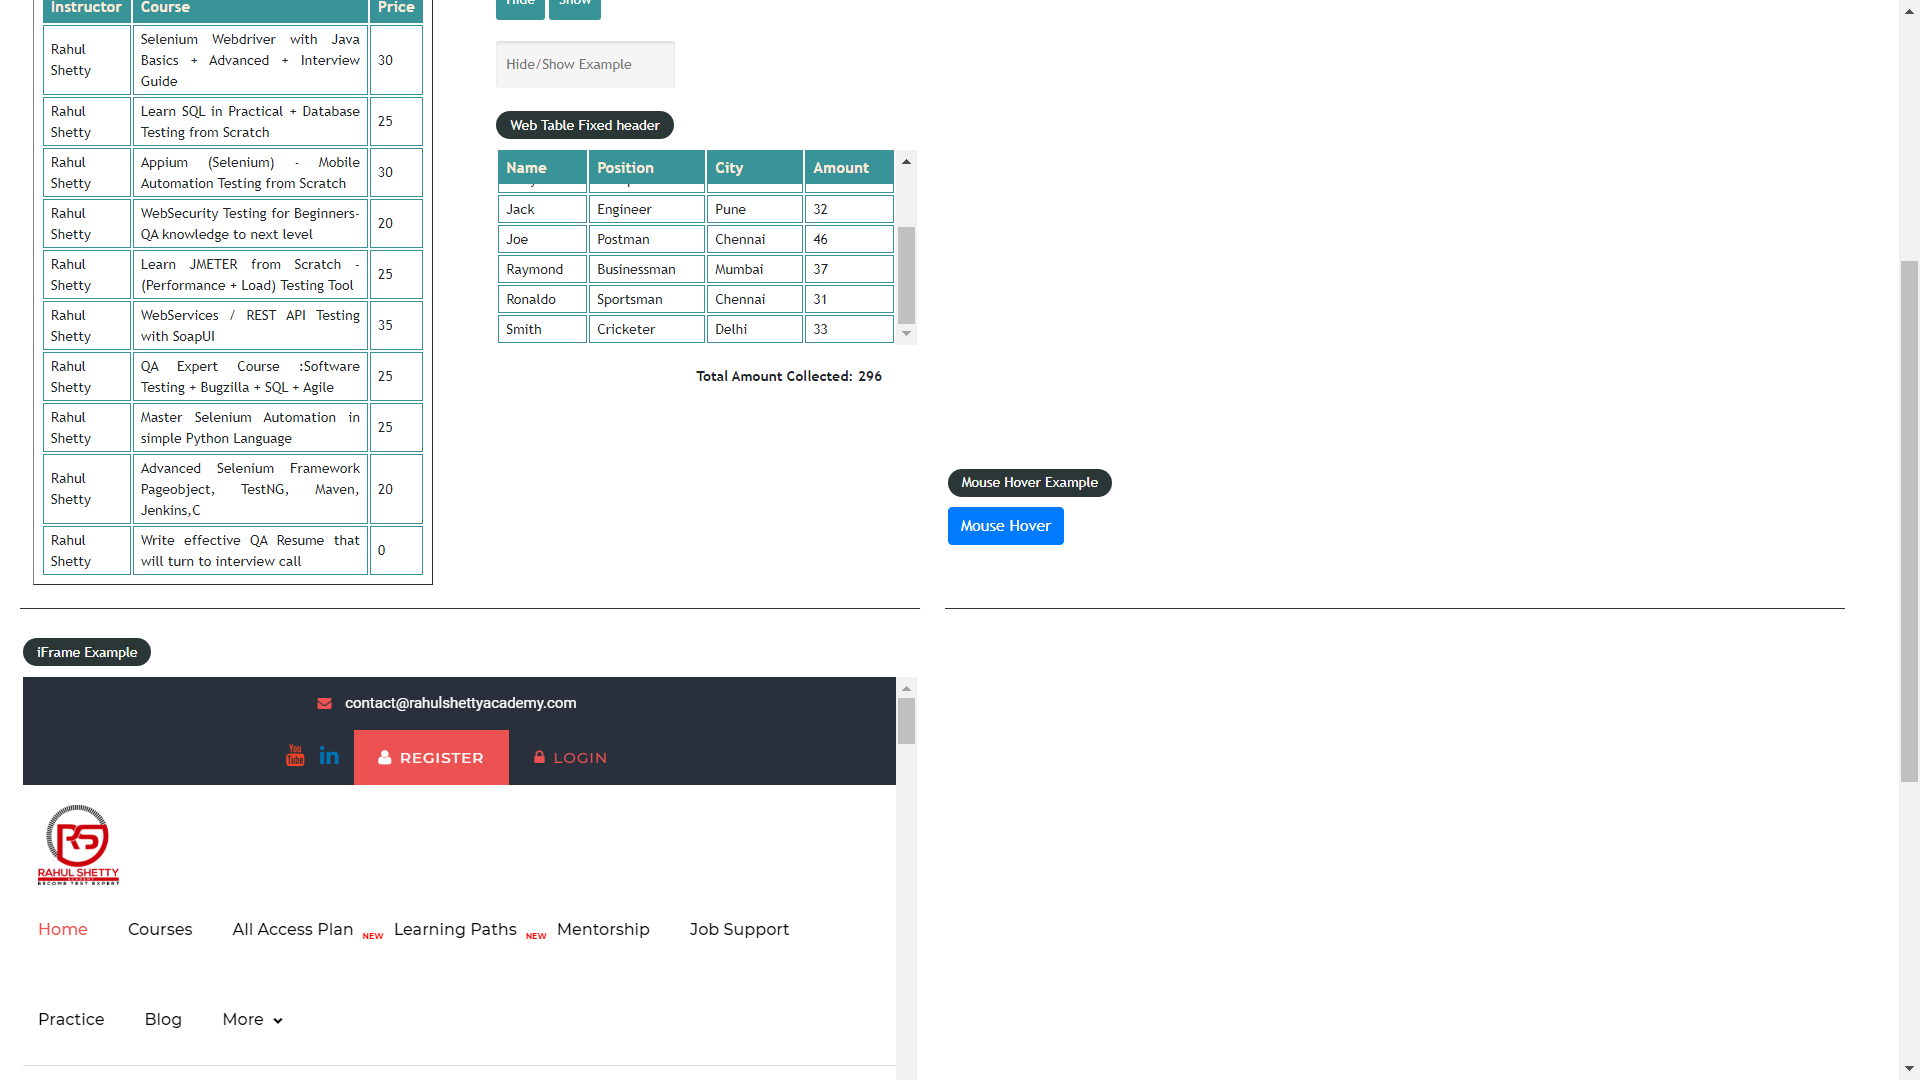 Instructor Course Price
Rahul Shetty Selenium Webdriver with Java Basics + Advanced + Interview Guide 30
Rahul Shetty Learn SQL in Practical + Database Testing from Scratch 25
Rahul Shetty Appium (Selenium) - Mobile Automation Testing from Scratch 30
Rahul Shetty WebSecurity Testing for Beginners-QA knowledge to next level 20
Rahul Shetty Learn JMETER from Scratch - (Performance + Load) Testing Tool 25
Rahul Shetty WebServices / REST API Testing with SoapUI 35
Rahul Shetty QA Expert Course :Software Testing + Bugzilla + SQL + Agile 25
Rahul Shetty Master Selenium Automation in simple Python Language 25
Rahul Shetty Advanced Selenium Framework Pageobject, TestNG, Maven, Jenkins,C 20
Rahul Shetty Write effective QA Resume that will turn to interview call 0
Hide Show
Hide/Show Example
Web Table Fixed header
Name Position City Amount
Jack Engineer Pune 32
Joe Postman Chennai 46
Raymond Businessman Mumbai 37
Ronaldo Sportsman Chennai 31
Smith Cricketer Delhi 33
Total Amount Collected: 296
Mouse Hover Example
Mouse Hover
iFrame Example
contact@rahulshettyacademy.com
You Tube in REGISTER LOGIN
RS
RAHUL SHETTY
ACADEMY
BECOME TEST EXPERT
Home Courses All Access Plan NEW Learning Paths NEW Mentorship Job Support
Practice Blog More